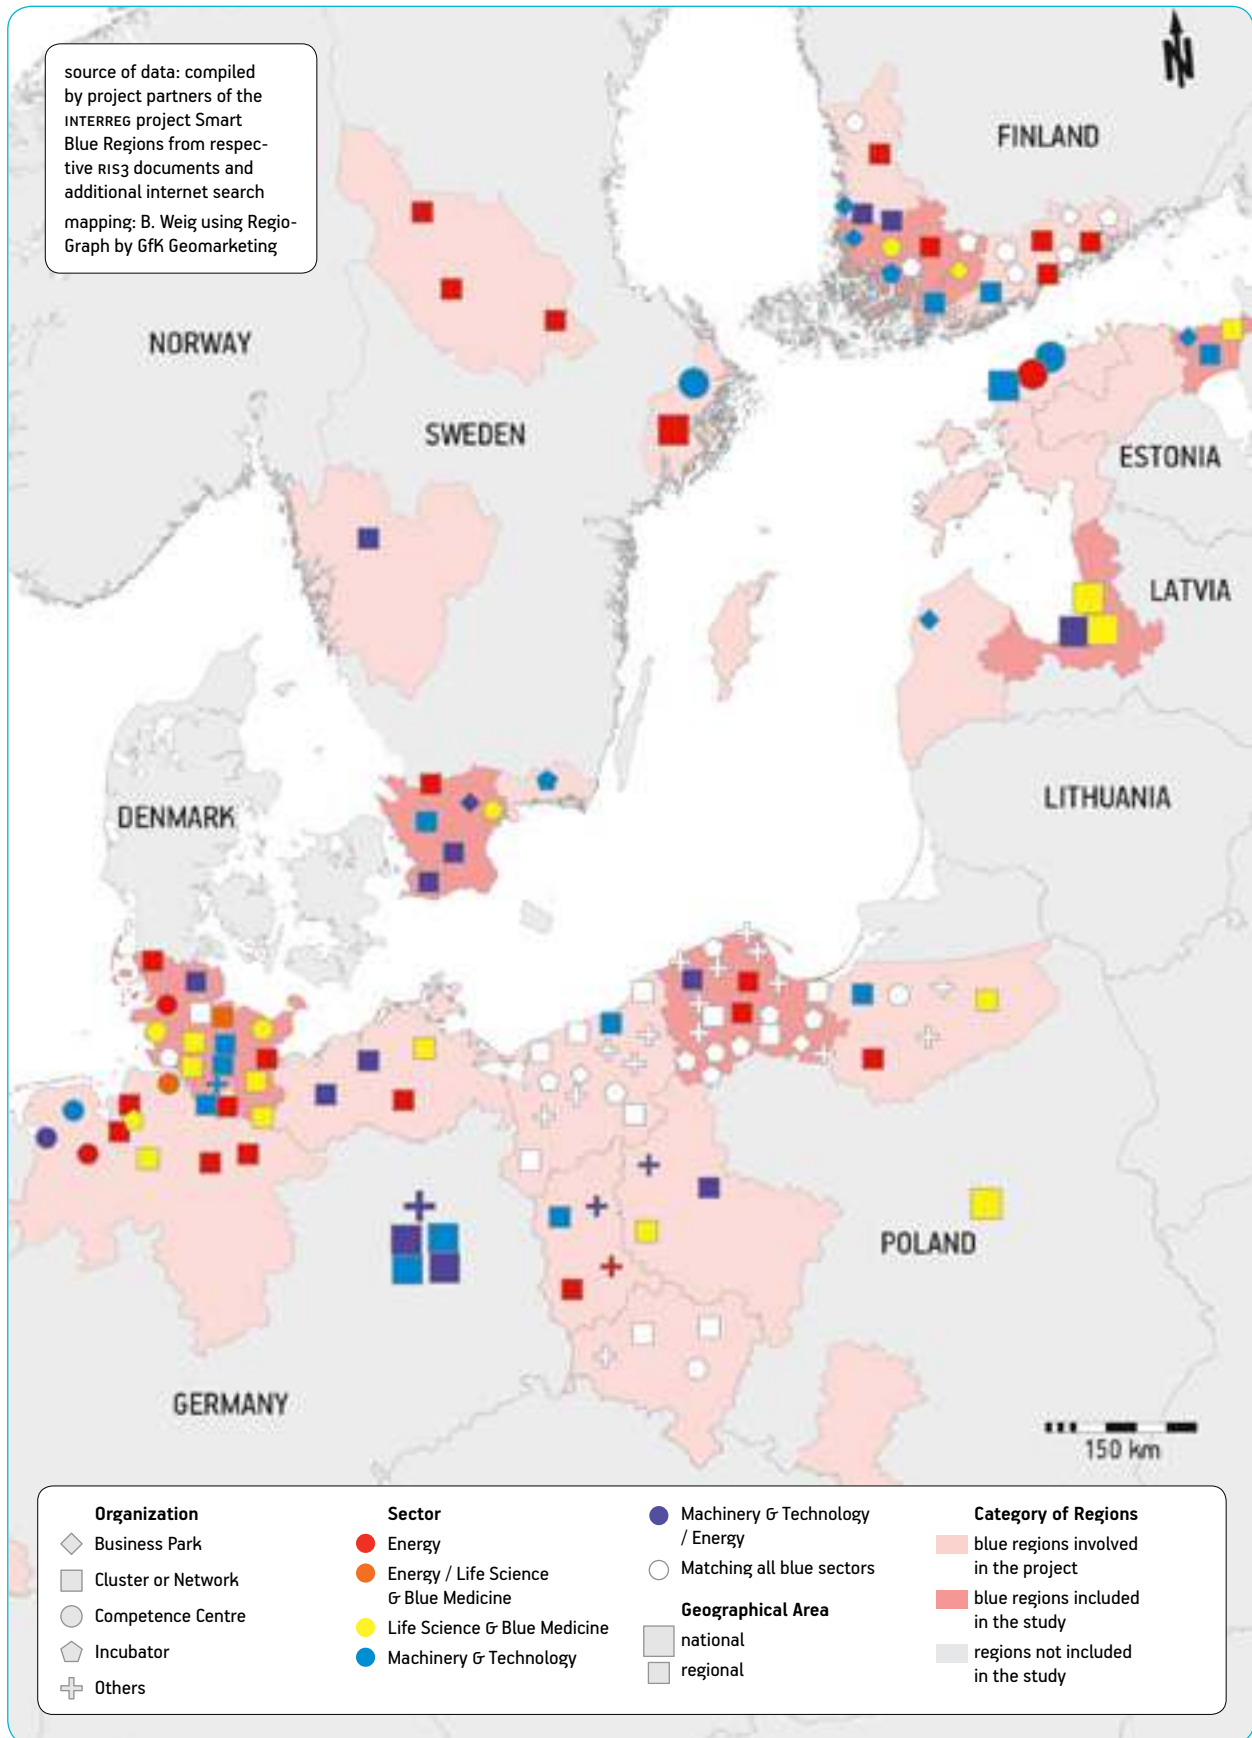 source of data: compiled
by project partners of the
INTERREG project Smart
Blue Regions from respec-
tive RIS3 documents and
additional internet search
mapping: B. Weig using Regio-
Graph by GfK Geomarketing
N
FINLAND
NORWAY
SWEDEN
ESTONIA
LATVIA
LITHUANIA
DENMARK
POLAND
GERMANY
150 km
Organization
Business Park
Cluster or Network
Competence Centre
Incubator
Others
Sector
Energy
Energy / Life Science
& Blue Medicine
Life Science & Blue Medicine
Machinery & Technology
Machinery & Technology
/ Energy
Matching all blue sectors
Geographical Area
national
regional
Category of Regions
blue regions involved
in the project
blue regions included
in the study
regions not included
in the study